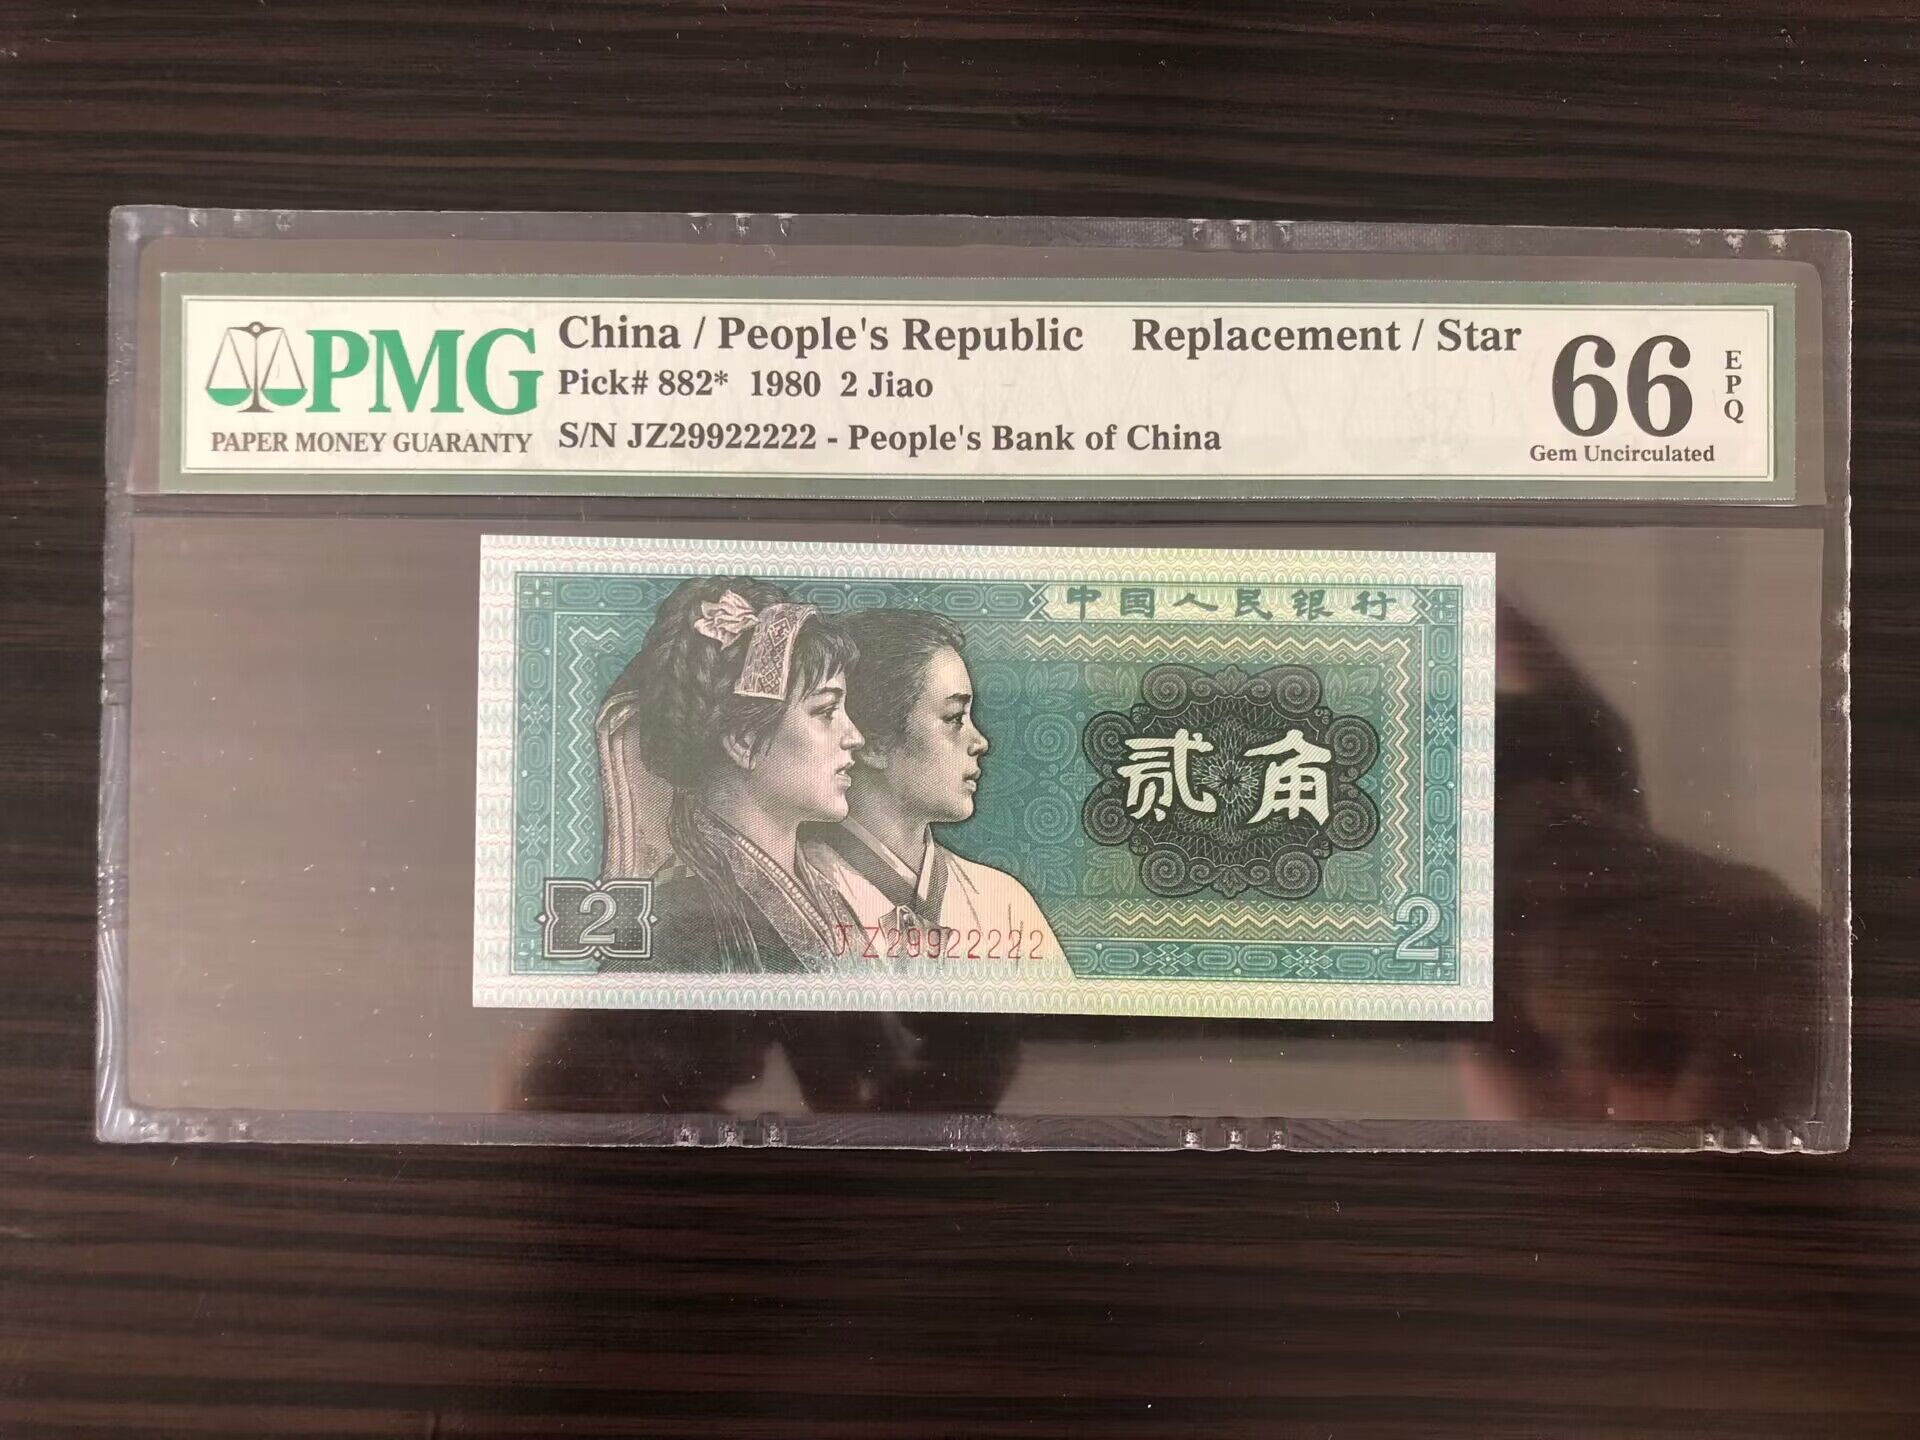 PMG
PAPER MONEY GUARANTY
China / People's Republic Replacement / Star
Pick# 882* 1980 2 Jiao
S/N JZ29922222 - People's Bank of China
66
EPQ
Gem Uncirculated
中国人民银行
贰角
2
JZ29922222
2